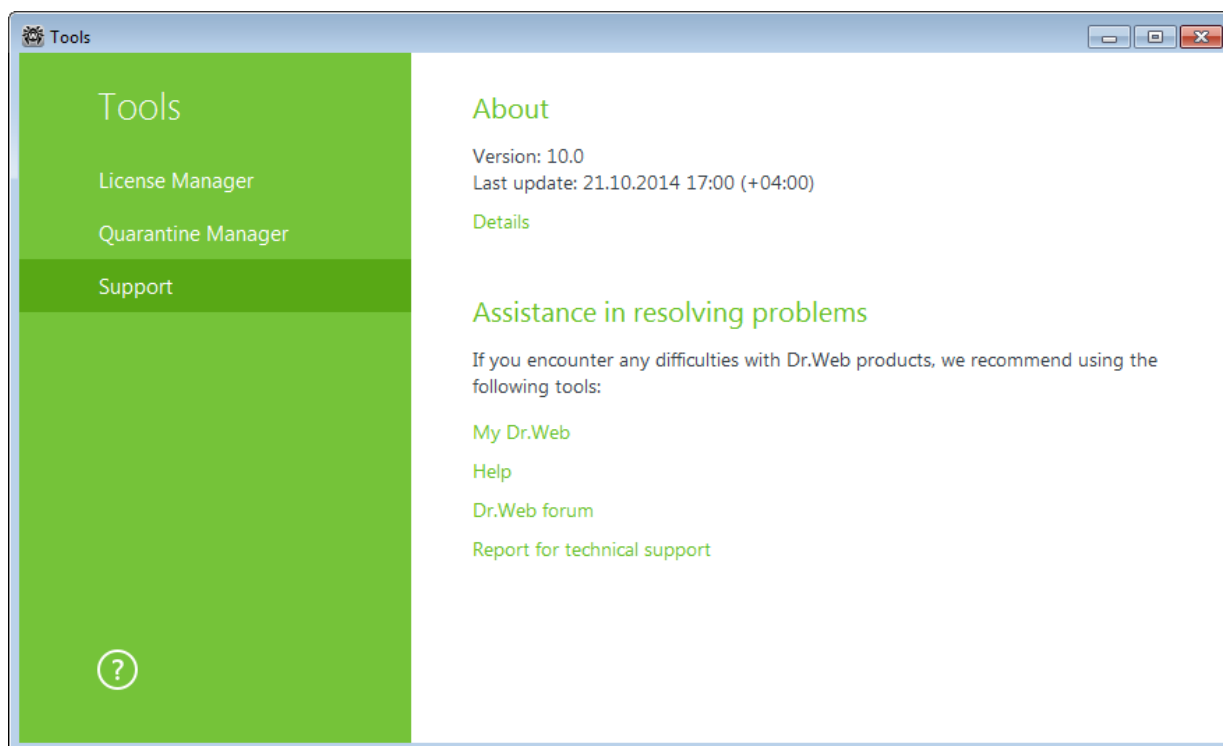 Tools
Tools
License Manager
Quarantine Manager
Support
?
About
Version: 10.0
Last update: 21.10.2014 17:00 (+04:00)
Details
Assistance in resolving problems
If you encounter any difficulties with Dr.Web products, we recommend using the
following tools:
My Dr.Web
Help
Dr.Web forum
Report for technical support